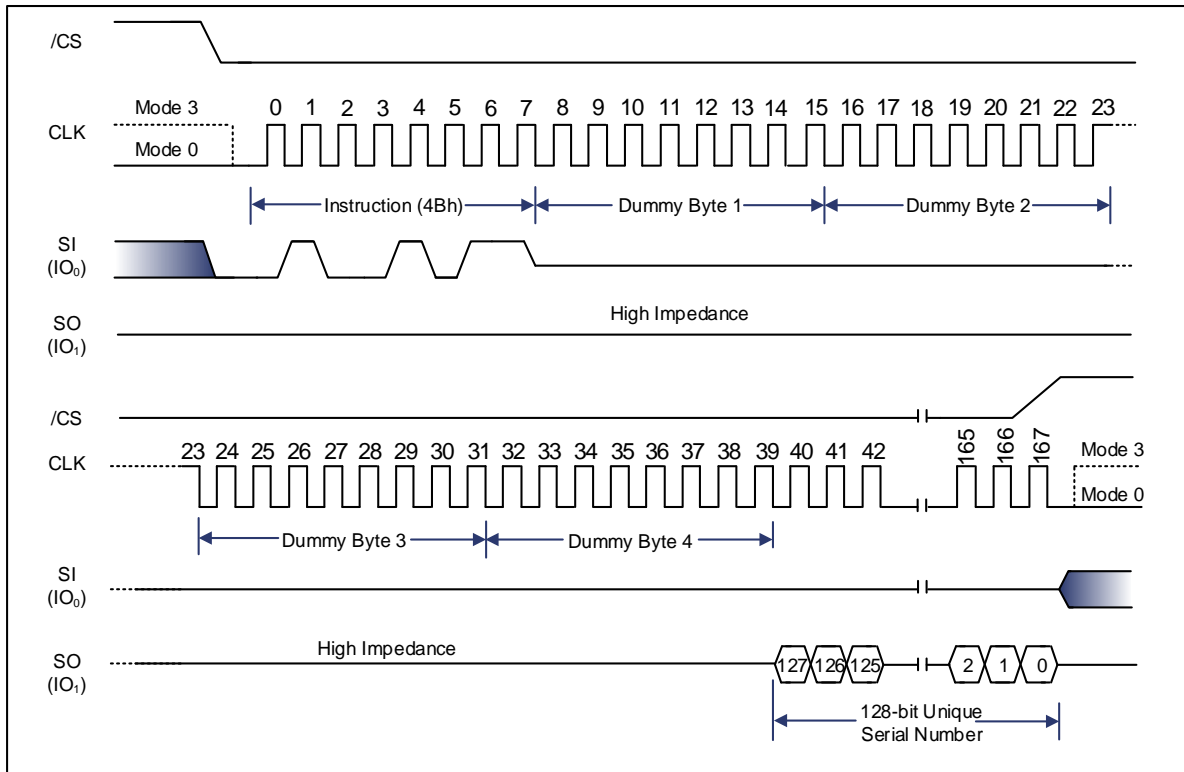 /CS
Mode 3
0 1 2 3 4 5 6 7 8 9 10 11 12 13 14 15 16 17 18 19 20 21 22 23
CLK
Mode 0
Instruction (4Bh) Dummy Byte 1 Dummy Byte 2
SI
(IO₀)
High Impedance
SO
(IO₁)
/CS
23 24 25 26 27 28 29 30 31 32 33 34 35 36 37 38 39 40 41 42 165 166 167
CLK
Mode 3
Mode 0
Dummy Byte 3 Dummy Byte 4
SI
(IO₀)
High Impedance
SO
(IO₁)
127 126 125 2 1 0
128-bit Unique
Serial Number